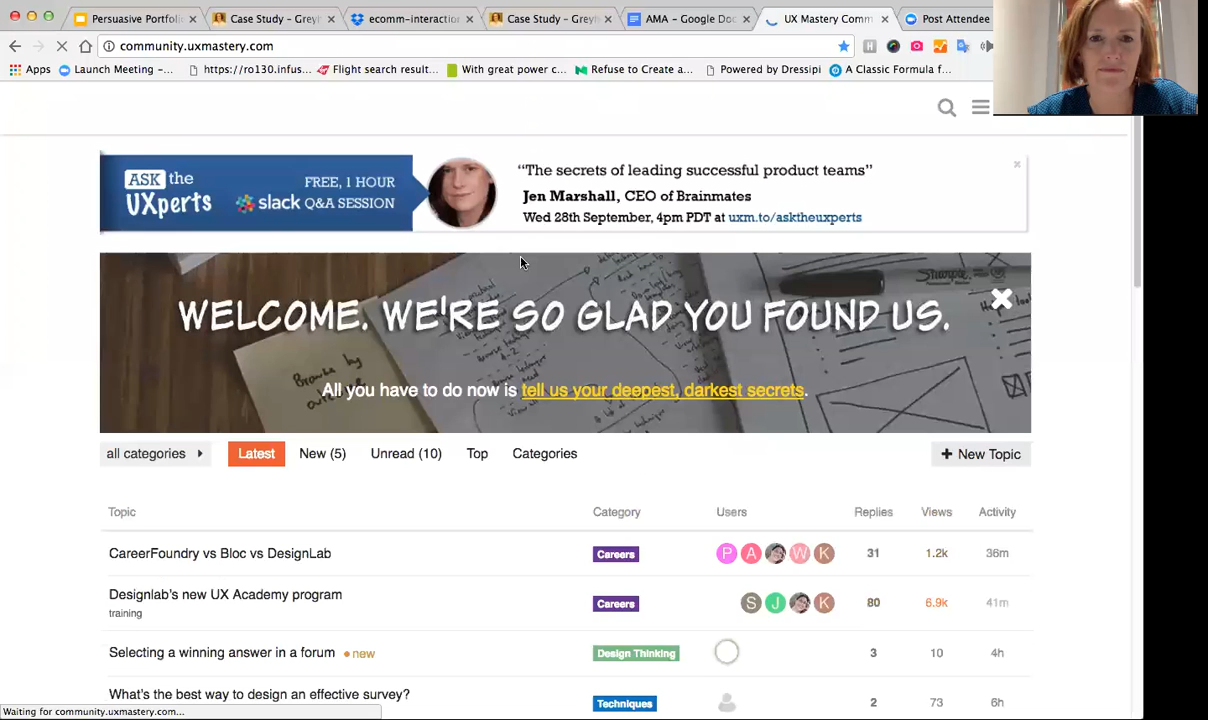 Persuasive Portfoli
Case Study - Greyh
ecomm-interaction
Case Study - Greyh
AMA - Google Doc
UX Mastery Comm
Post Attendee
community.uxmastery.com
Apps
Launch Meeting -...
https://ro130.infus...
Flight search result...
With great power c...
Refuse to Create a...
Powered by Dressipi
A Classic Formula f...
ASK the
UXperts
FREE, 1 HOUR
slack Q&A SESSION
“The secrets of leading successful product teams”
Jen Marshall, CEO of Brainmates
Wed 28th September, 4pm PDT at uxm.to/asktheuxperts
WELCOME. WE'RE SO GLAD YOU FOUND US.
All you have to do now is tell us your deepest, darkest secrets.
all categories
Latest
New (5)
Unread (10)
Top
Categories
+ New Topic
Topic Category Users Replies Views Activity
CareerFoundry vs Bloc vs DesignLab Careers P A W K 31 1.2k 36m
Designlab's new UX Academy program Careers S J K 80 6.9k 41m
training
Selecting a winning answer in a forum new Design Thinking 3 10 4h
What's the best way to design an effective survey? Techniques 2 73 6h
Waiting for community.uxmastery.com...